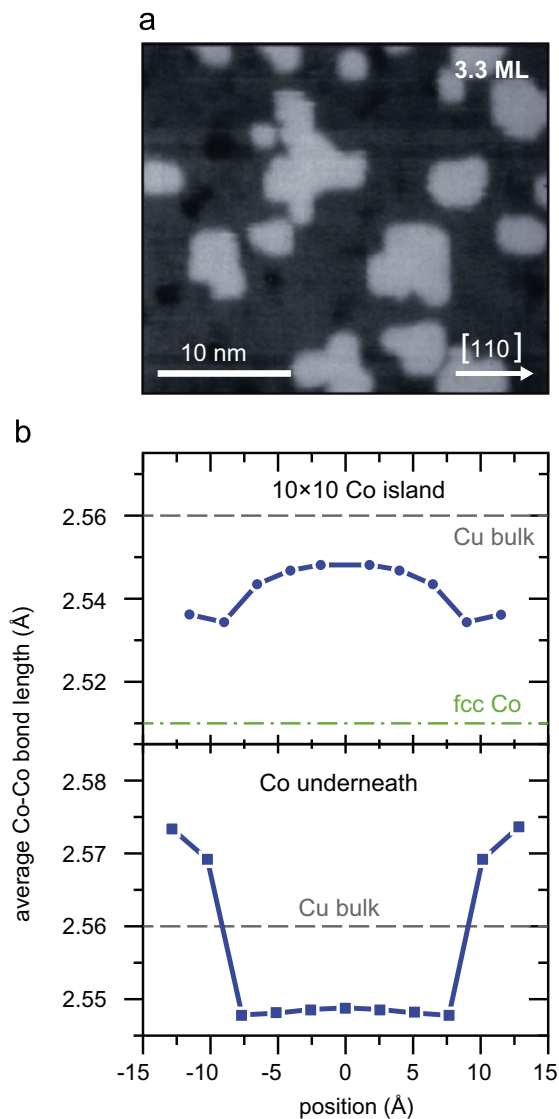 a
3.3 ML
10 nm
[110]
b
10×10 Co island
2.56
Cu bulk
2.54
2.52
fcc Co
average Co-Co bond length (Å)
2.58
Co underneath
2.57
2.56
Cu bulk
2.55
-15 -10 -5 0 5 10 15
position (Å)